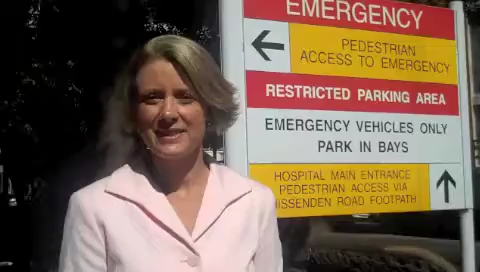 EMERGENCY
PEDESTRIAN
ACCESS TO EMERGENCY
RESTRICTED PARKING AREA
EMERGENCY VEHICLES ONLY
PARK IN BAYS
HOSPITAL MAIN ENTRANCE
PEDESTRIAN ACCESS VIA
ISSENDEN ROAD FOOTPATH